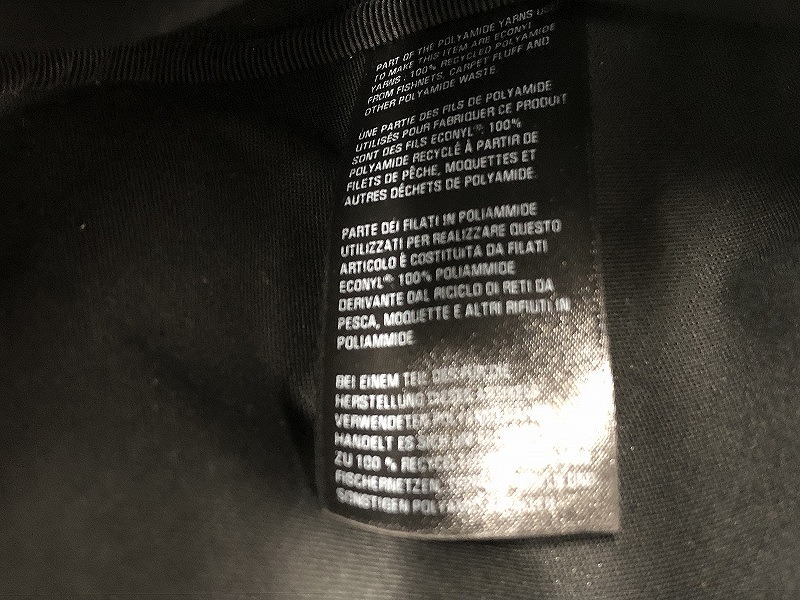 PART OF THE POLYAMIDE YARNS
TO MAKE THIS ITEM ARE ECONYL
YARNS - 100% RECYCLED POLYAMIDE
FROM FISHNETS, CARPET FLUFF AND
OTHER POLYAMIDE WASTE
UNE PARTIE DES FILS DE POLYAMIDE
UTILISÉS POUR FABRIQUER CE PRODUIT
SONT DES FILS ECONYL® 100%
POLYAMIDE RECYCLÉ À PARTIR DE
FILETS DE PÊCHE, MOQUETTES ET
AUTRES DÉCHETS DE POLYAMIDE
PARTE DEI FILATI IN POLIAMMIDE
UTILIZZATI PER REALIZZARE QUESTO
ARTICOLO È COSTITUITA DA FILATI
ECONYL® 100% POLIAMMIDE
DERIVANTE DAL RICICLO DI RETI DA
PESCA, MOQUETTE E ALTRI RIFIUTI IN
POLIAMMIDE
BEI EINEM TEIL
HERSTELLUNG
VERWENDETEN
HANDELT ES SICH
ZU 100 %
FISCHERNETZEN,
SONSTIGEN